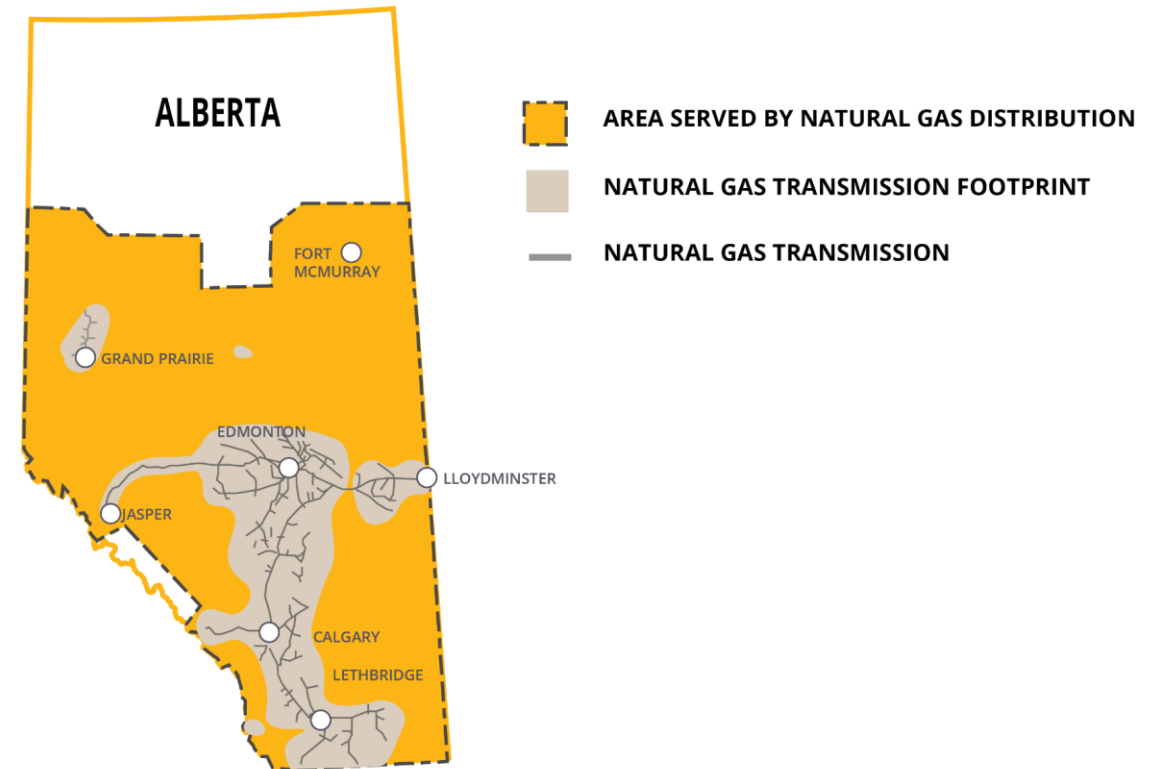 ALBERTA
AREA SERVED BY NATURAL GAS DISTRIBUTION
NATURAL GAS TRANSMISSION FOOTPRINT
NATURAL GAS TRANSMISSION
FORT
MCMURRAY
GRAND PRAIRIE
EDMONTON
LLOYDMINSTER
JASPER
CALGARY
LETHBRIDGE